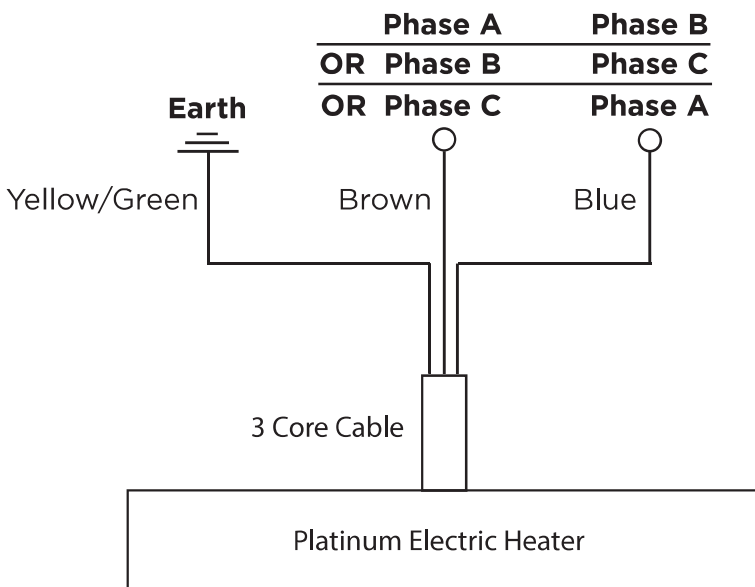 Phase A Phase B
OR Phase B Phase C
OR Phase C Phase A
Earth
Yellow/Green Brown Blue
3 Core Cable
Platinum Electric Heater